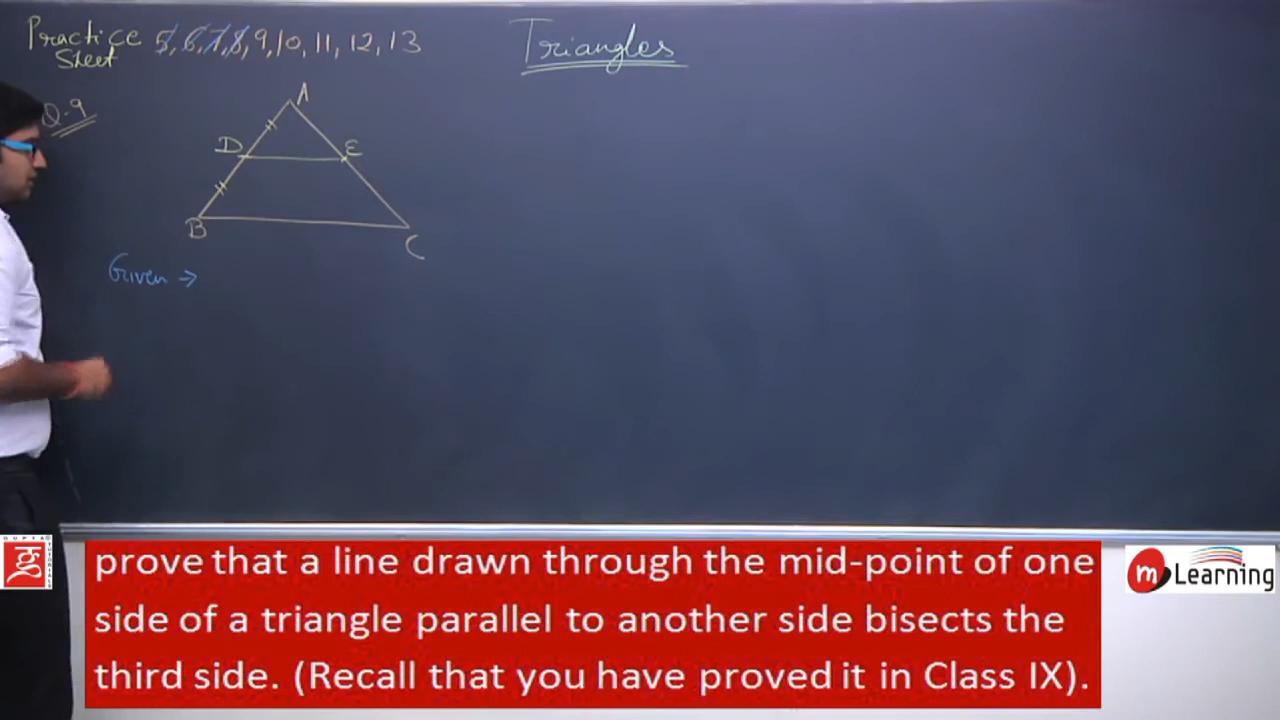 Practice 5, 6, 7, 8, 9, 10, 11, 12, 13
Sheet
Triangles
Q-9
A
D E
B C
Given →
prove that a line drawn through the mid-point of one
side of a triangle parallel to another side bisects the
third side. (Recall that you have proved it in Class IX).
GUPTA
TUTORIALS
m Learning